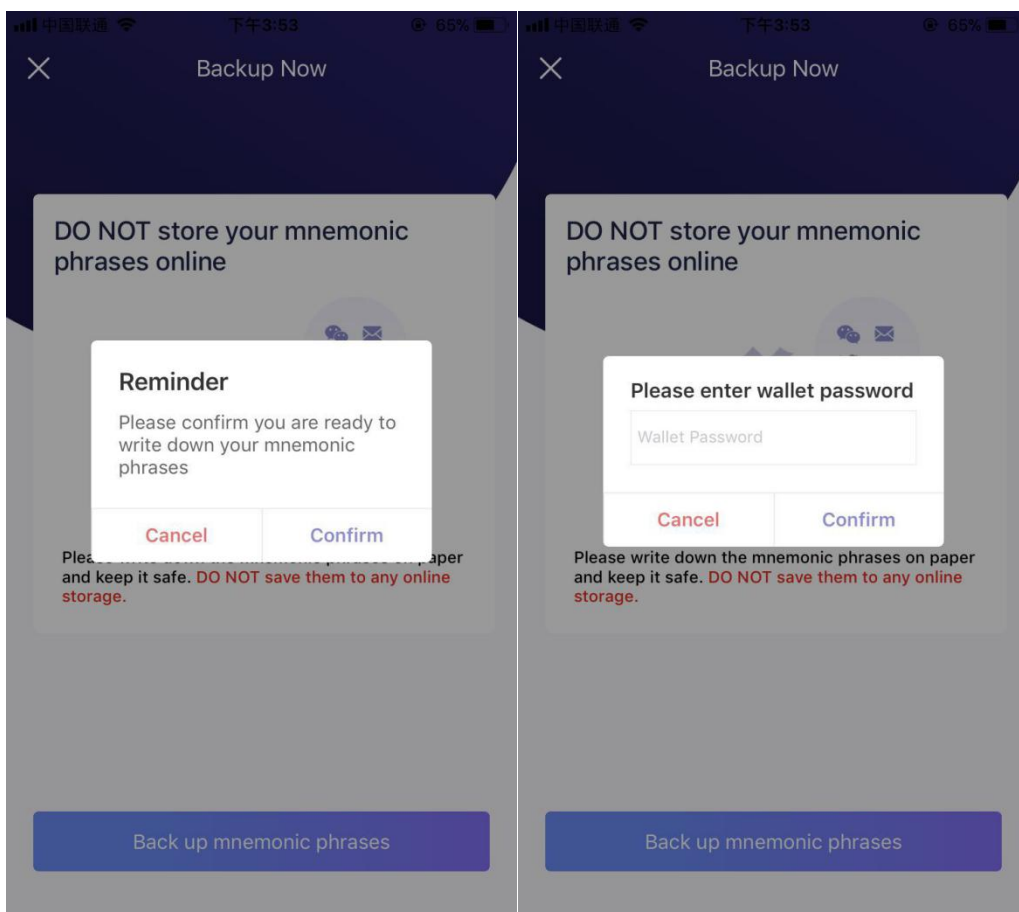 中国联通
下午3:53
65%
Backup Now
DO NOT store your mnemonic
phrases online
Reminder
Please confirm you are ready to
write down your mnemonic
phrases
Cancel
Confirm
and keep it safe. DO NOT save them to any online
storage.
Back up mnemonic phrases
中国联通
下午3:53
65%
Backup Now
DO NOT store your mnemonic
phrases online
Please enter wallet password
Wallet Password
Cancel
Confirm
Please write down the mnemonic phrases on paper
and keep it safe. DO NOT save them to any online
storage.
Back up mnemonic phrases